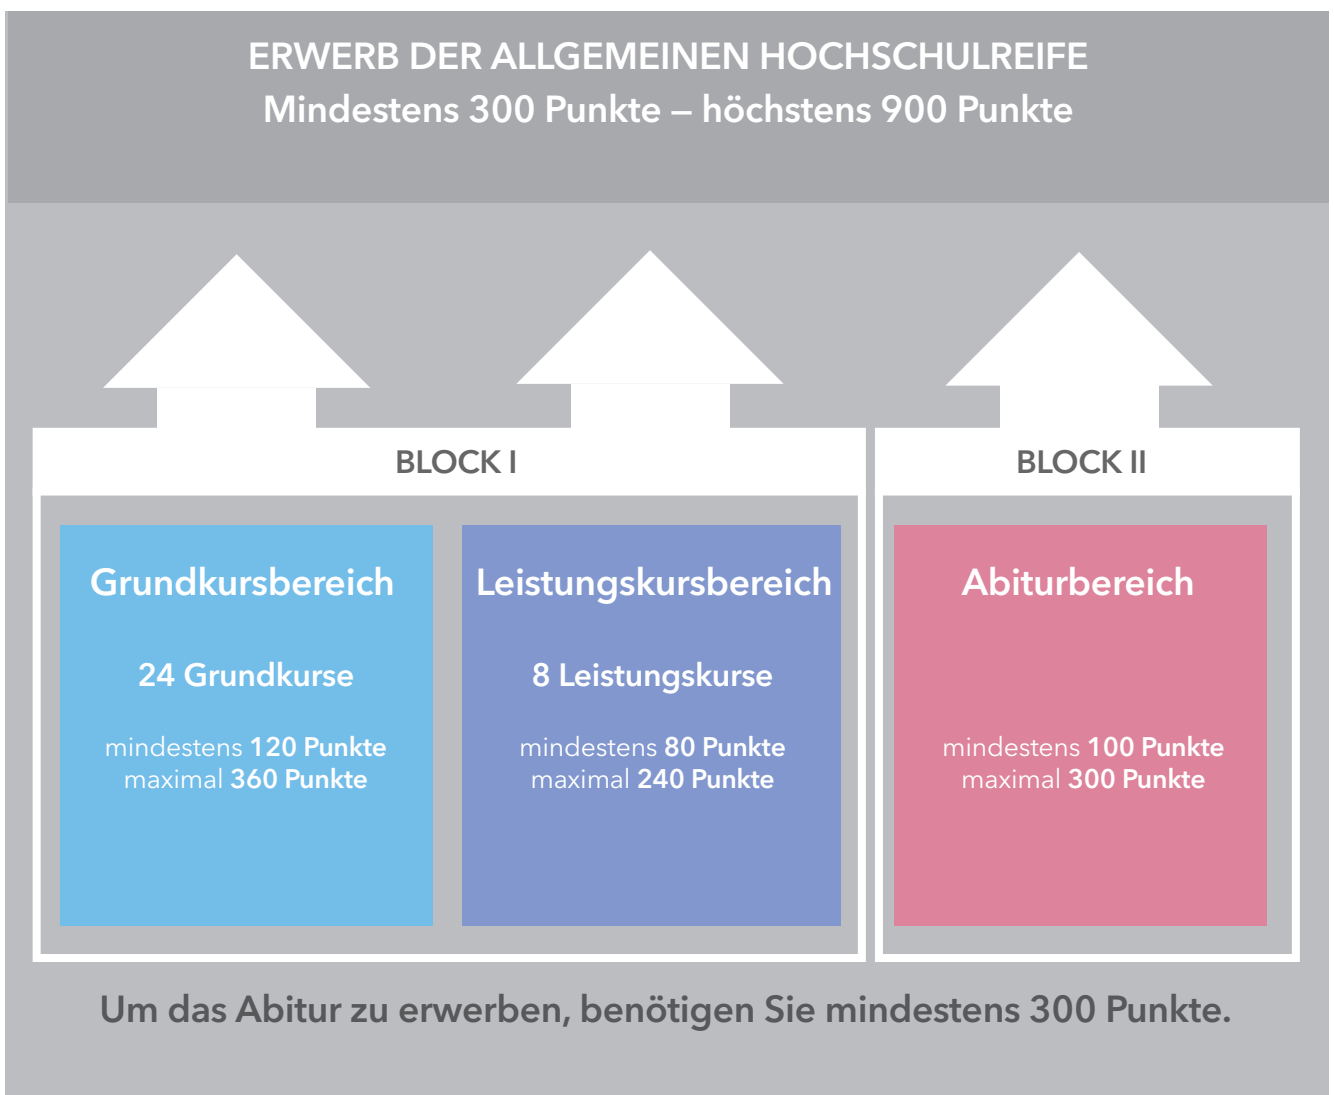 ERWERB DER ALLGEMEINEN HOCHSCHULREIFE
Mindestens 300 Punkte – höchstens 900 Punkte
BLOCK I
Grundkursbereich
24 Grundkurse
mindestens 120 Punkte
maximal 360 Punkte
Leistungskursbereich
8 Leistungskurse
mindestens 80 Punkte
maximal 240 Punkte
BLOCK II
Abiturbereich
mindestens 100 Punkte
maximal 300 Punkte
Um das Abitur zu erwerben, benötigen Sie mindestens 300 Punkte.